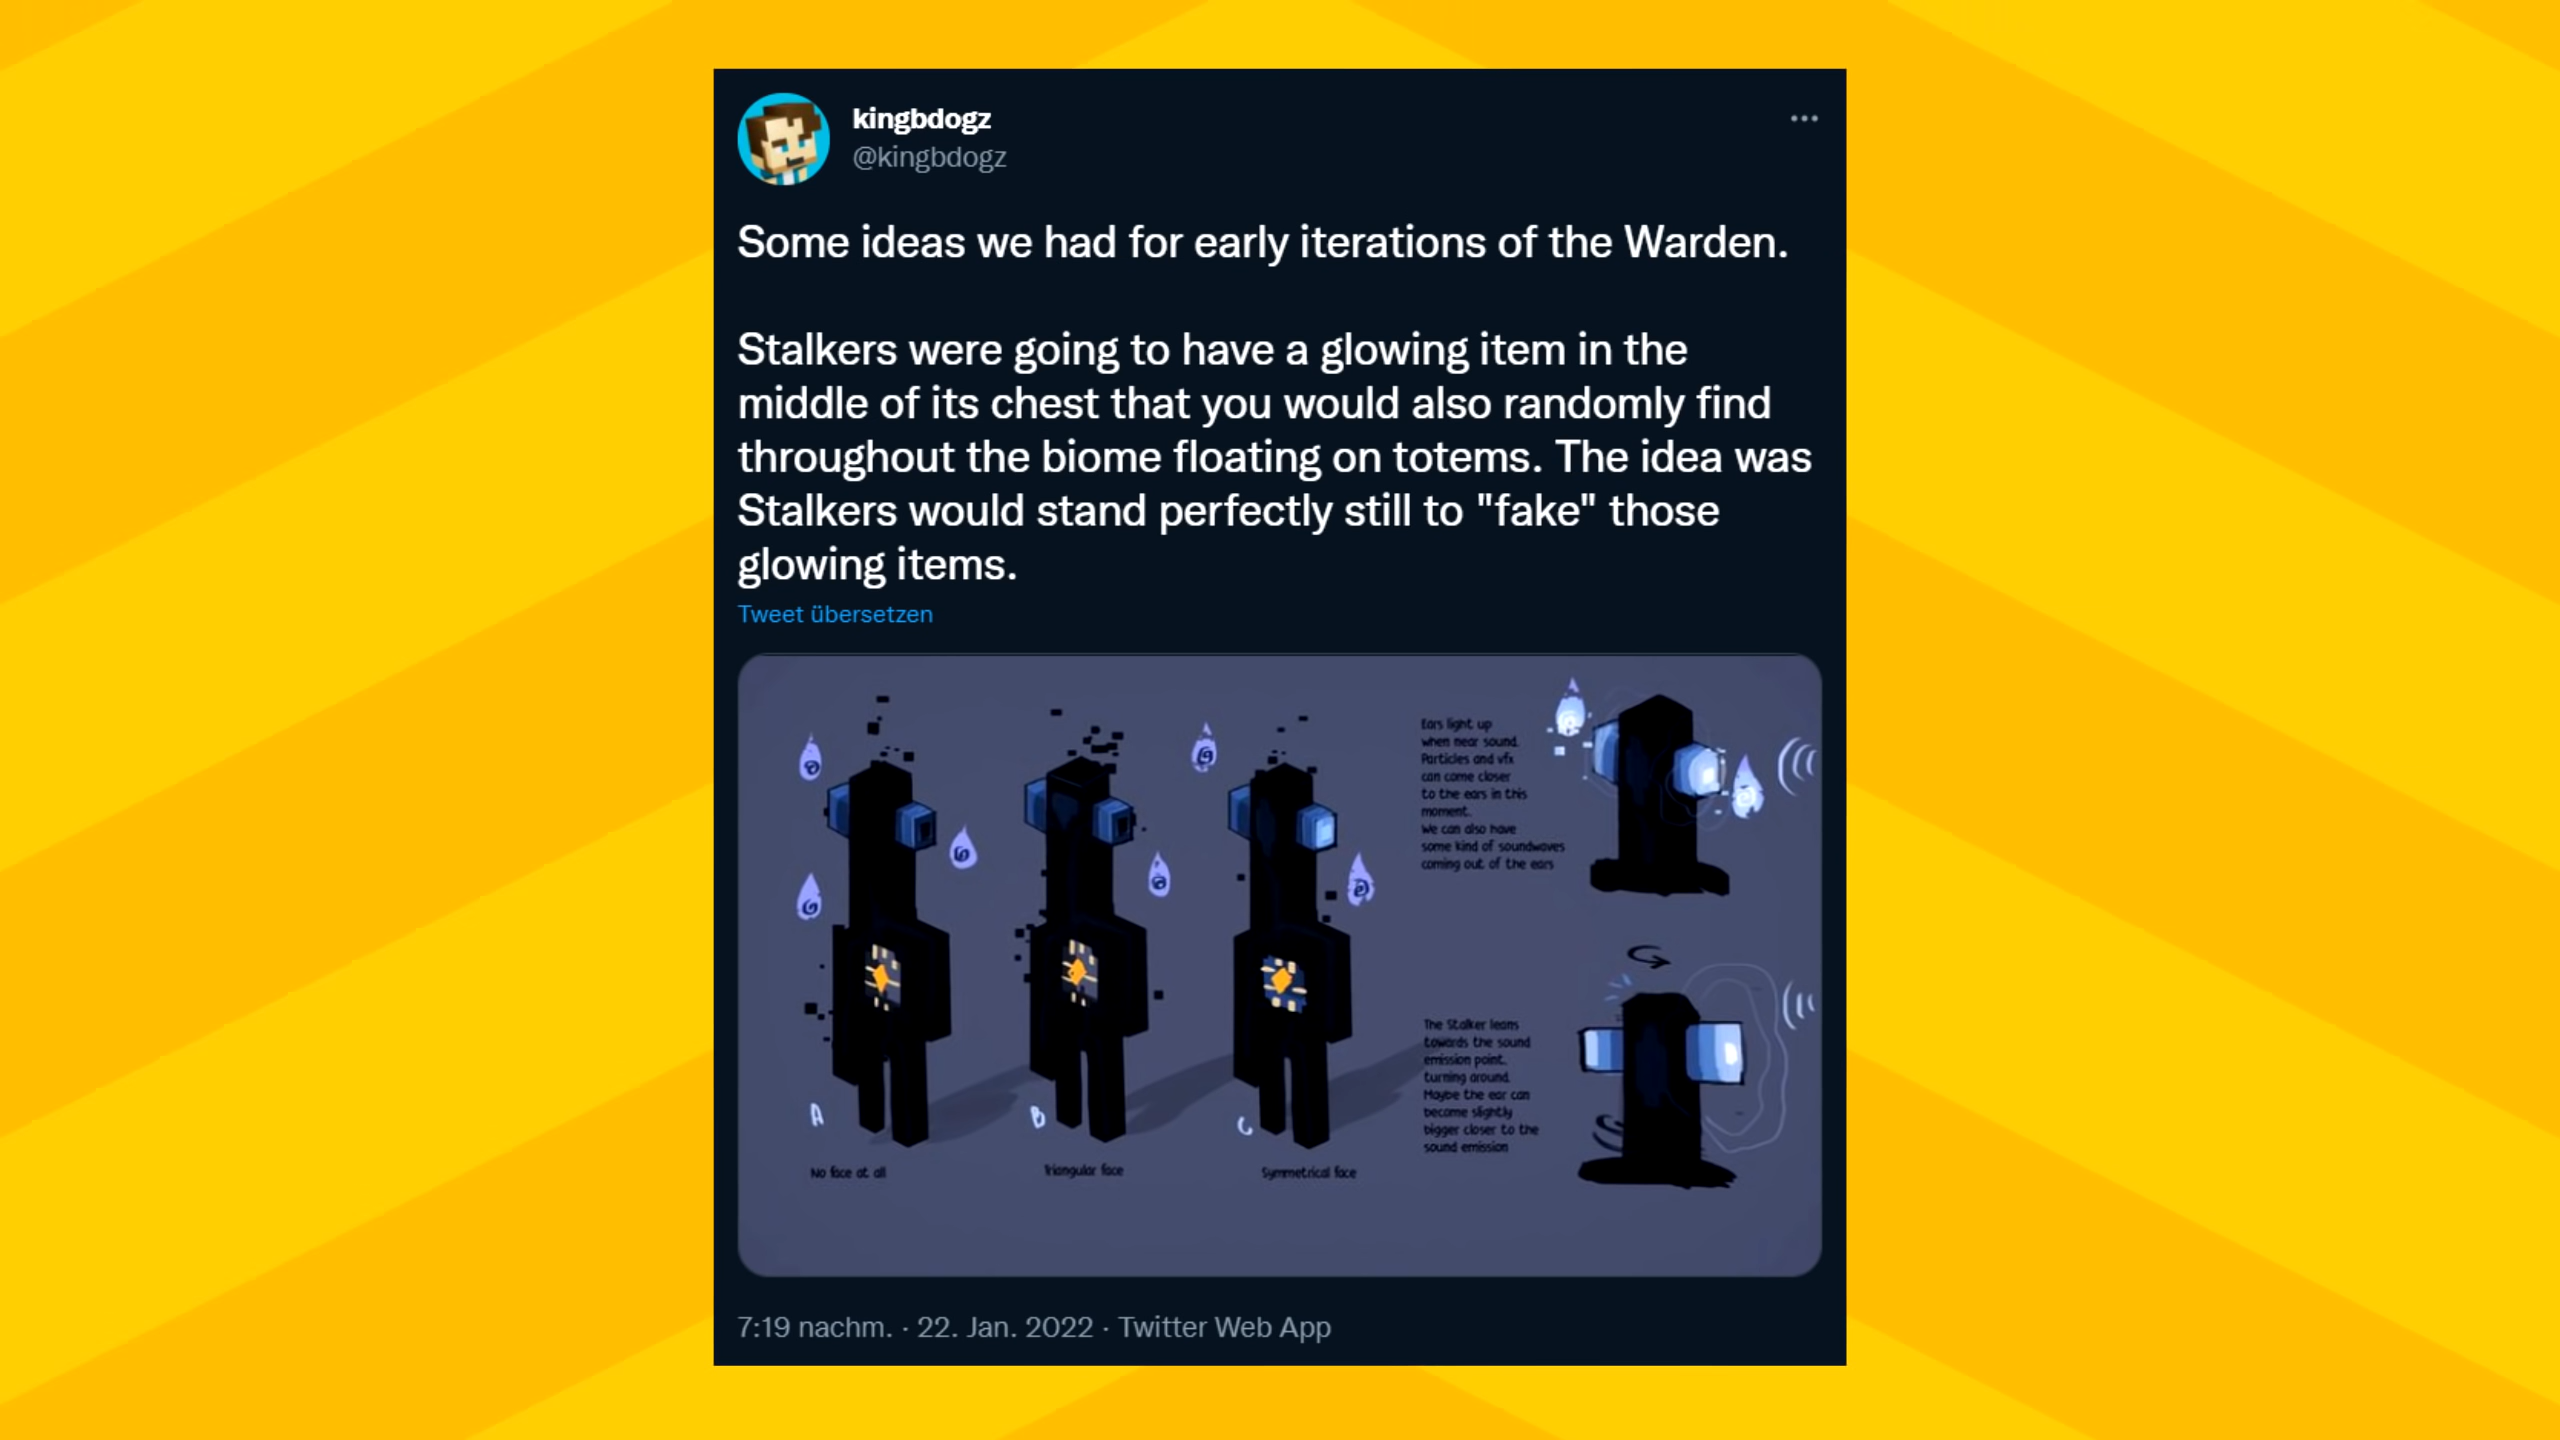 kingbdogz
@kingbdogz
Some ideas we had for early iterations of the Warden.
Stalkers were going to have a glowing item in the
middle of its chest that you would also randomly find
throughout the biome floating on totems. The idea was
Stalkers would stand perfectly still to "fake" those
glowing items.
Tweet übersetzen
Ears light up
when near sound.
Particles and vfx
can come closer
to the ears in this
moment.
We can also have
some kind of soundwaves
coming out of the ears
The Stalker leans
towards the sound
emission point.
turning around.
Maybe the ear can
become slightly
bigger closer to the
sound emission
A
B
C
No face at all
Triangular face
Symmetrical face
7:19 nachm. · 22. Jan. 2022 · Twitter Web App